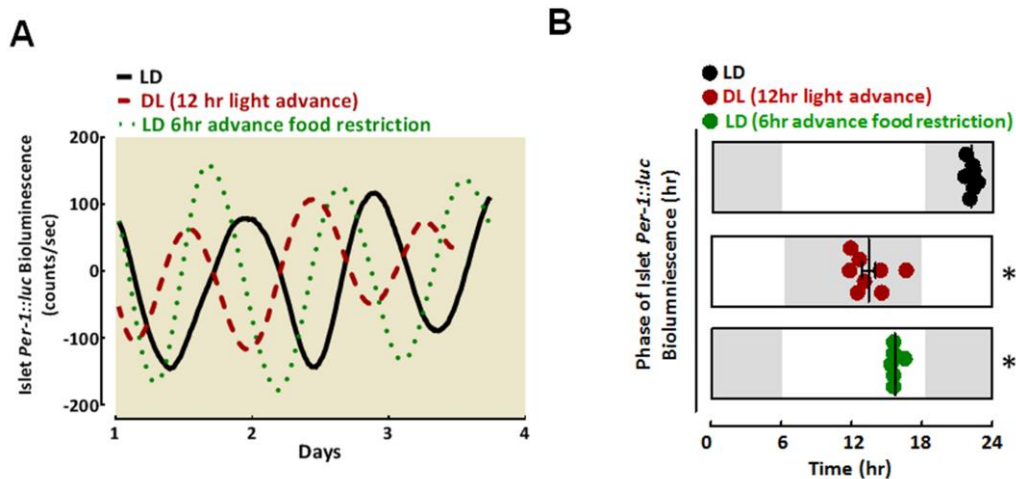 A
LD
DL (12 hr light advance)
LD 6hr advance food restriction
Islet Per-1::luc Bioluminescence
(counts/sec)
200
100
0
-100
-200
1
2
3
4
Days
B
LD
DL (12hr light advance)
LD (6hr advance food restriction)
Phase of Islet Per-1::luc
Biolumniescence (hr)
*
*
0
6
12
18
24
Time (hr)